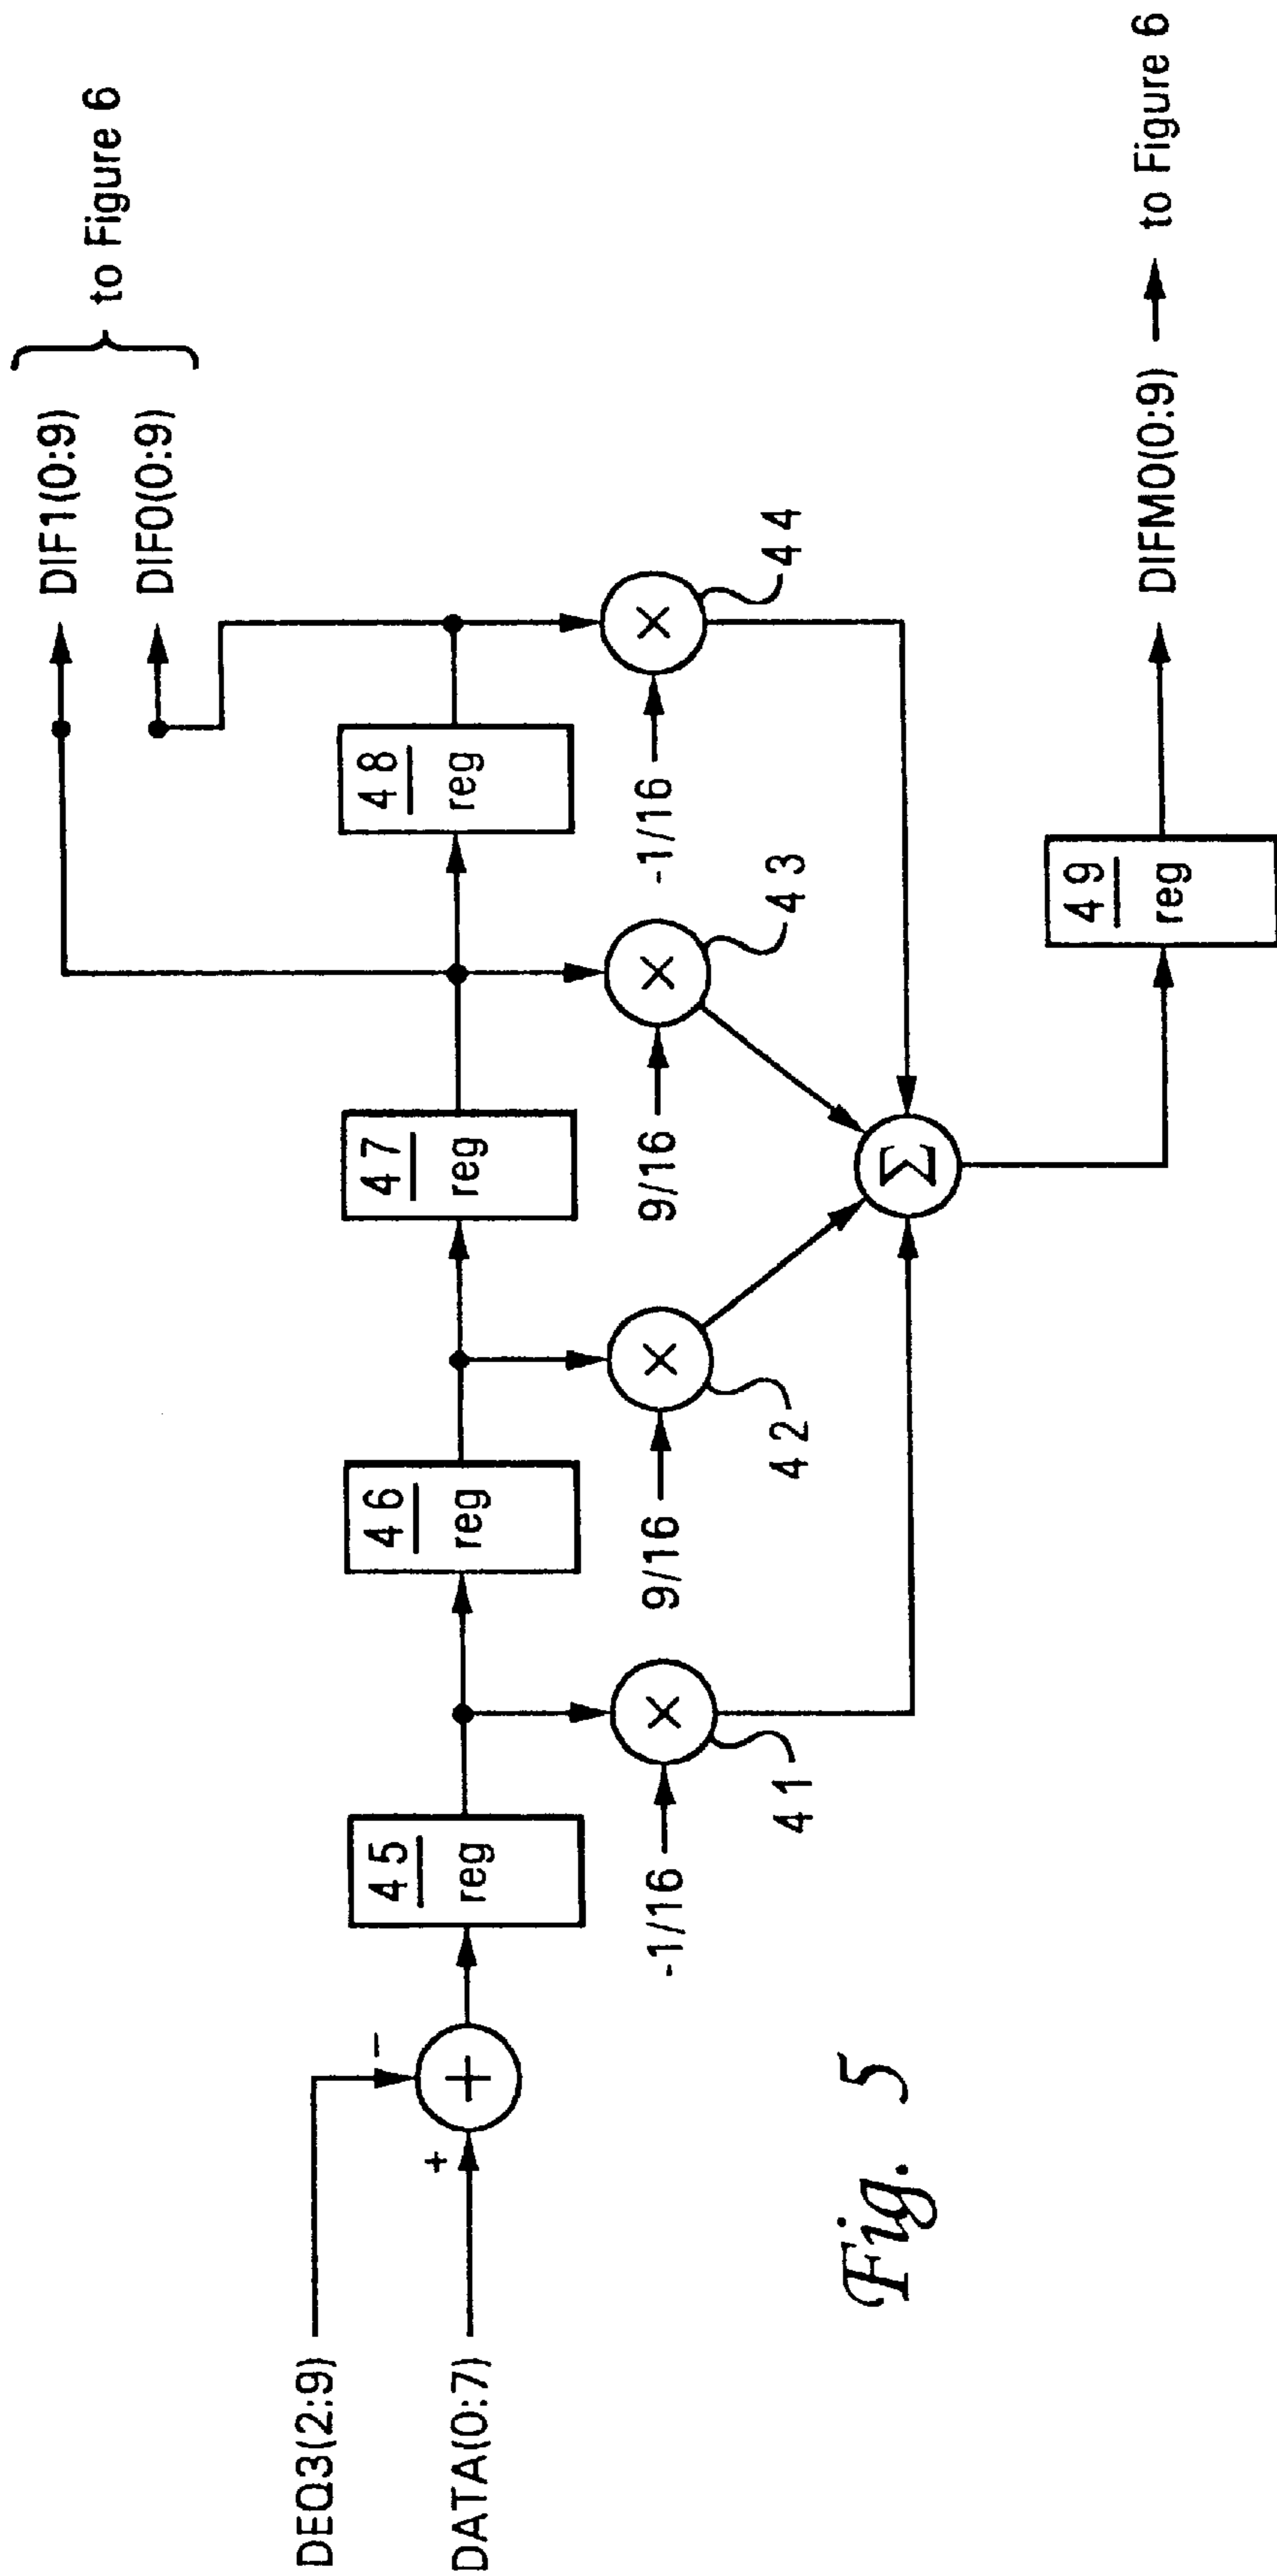 DEQ3(2:9)
DATA(0:7)
-
+
+
45
reg
46
reg
47
reg
48
reg
DIF1(0:9)
DIF0(0:9)
to Figure 6
-1/16
×
41
9/16
×
42
9/16
×
43
-1/16
×
44
Σ
49
reg
DIFM0(0:9)
to Figure 6
Fig. 5